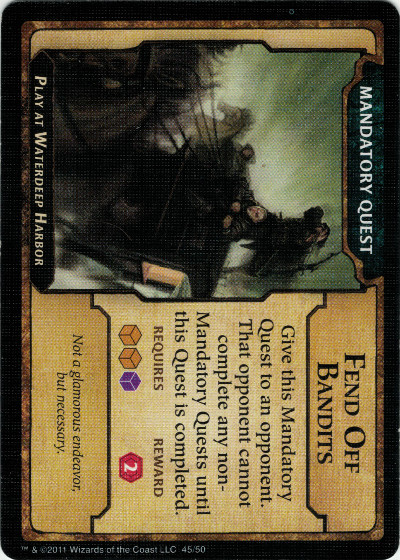 MANDATORY QUEST
PLAY AT WATERDEEP HARBOR
FEND OFF
BANDITS
Give this Mandatory
Quest to an opponent.
That opponent cannot
complete any non-
Mandatory Quests until
this Quest is completed.
REQUIRES REWARD
2
Not a glamorous endeavor,
but necessary.
™ & ©2011 Wizards of the Coast LLC 45/50